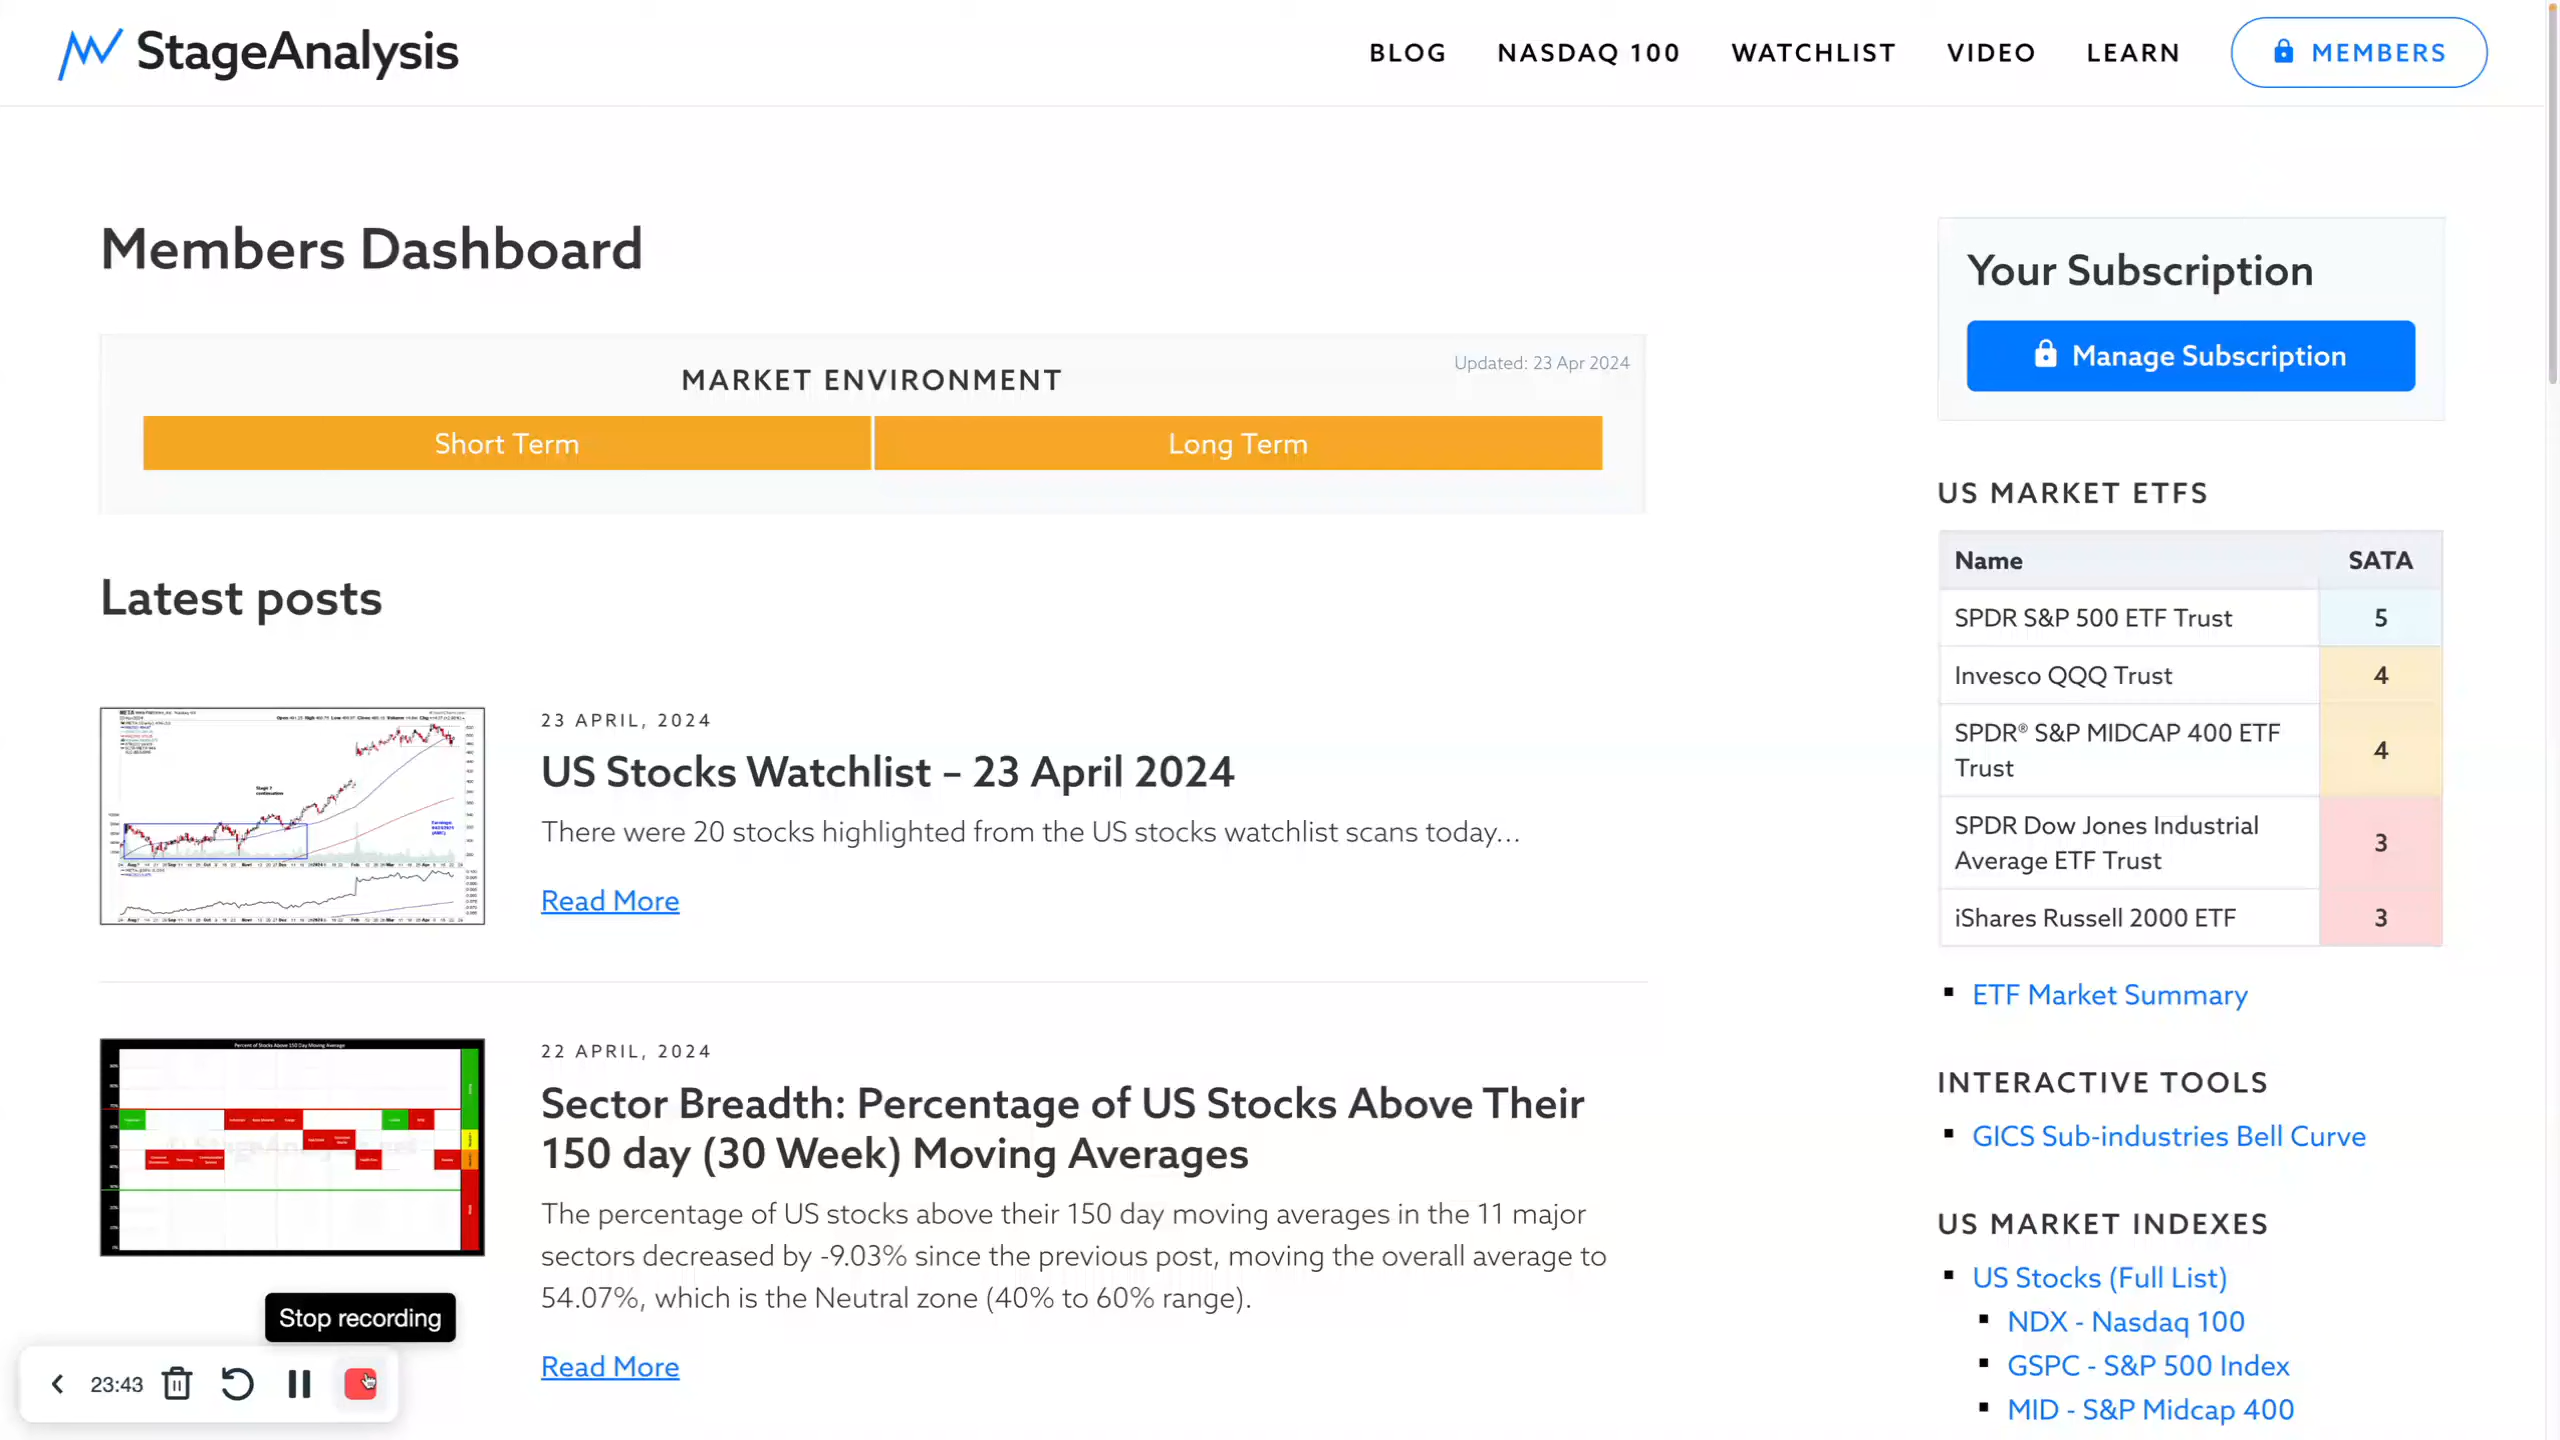 StageAnalysis
BLOG
NASDAQ 100
WATCHLIST
VIDEO
LEARN
MEMBERS
Members Dashboard
MARKET ENVIRONMENT
Updated: 23 Apr 2024
Short Term
Long Term
Latest posts
23 APRIL, 2024
US Stocks Watchlist – 23 April 2024
There were 20 stocks highlighted from the US stocks watchlist scans today...
Read More
Percent of Stocks Above 150 Day Moving Average
22 APRIL, 2024
Sector Breadth: Percentage of US Stocks Above Their
150 day (30 Week) Moving Averages
The percentage of US stocks above their 150 day moving averages in the 11 major
sectors decreased by -9.03% since the previous post, moving the overall average to
54.07%, which is the Neutral zone (40% to 60% range).
Read More
Stop recording
23:43
Your Subscription
Manage Subscription
US MARKET ETFS
Name SATA
SPDR S&P 500 ETF Trust 5
Invesco QQQ Trust 4
SPDR® S&P MIDCAP 400 ETF
Trust 4
SPDR Dow Jones Industrial
Average ETF Trust 3
iShares Russell 2000 ETF 3
ETF Market Summary
INTERACTIVE TOOLS
GICS Sub-industries Bell Curve
US MARKET INDEXES
US Stocks (Full List)
NDX - Nasdaq 100
GSPC - S&P 500 Index
MID - S&P Midcap 400